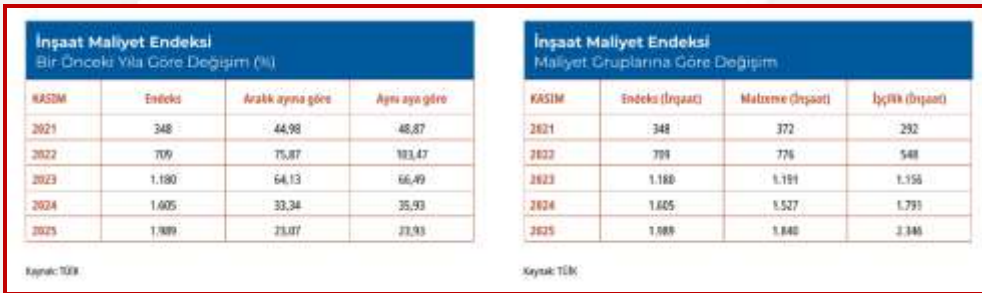 İnşaat Maliyet Endeksi
Bir Önceki Yıla Göre Değişim (%)
KASIM Endeks Aralık ayına göre Aynı aya göre
2021 348 44,98 48,87
2022 709 75,87 103,47
2023 1.180 64,13 66,49
2024 1.605 33,34 35,93
2025 1.989 23,07 23,93
Kaynak: TÜİK
İnşaat Maliyet Endeksi
Maliyet Gruplarına Göre Değişim
KASIM Endeks (İnşaat) Malzeme (İnşaat) İşçilik (İnşaat)
2021 348 372 292
2022 709 776 548
2023 1.180 1.191 1.156
2024 1.605 1.527 1.791
2025 1.989 1.840 2.346
Kaynak: TÜİK